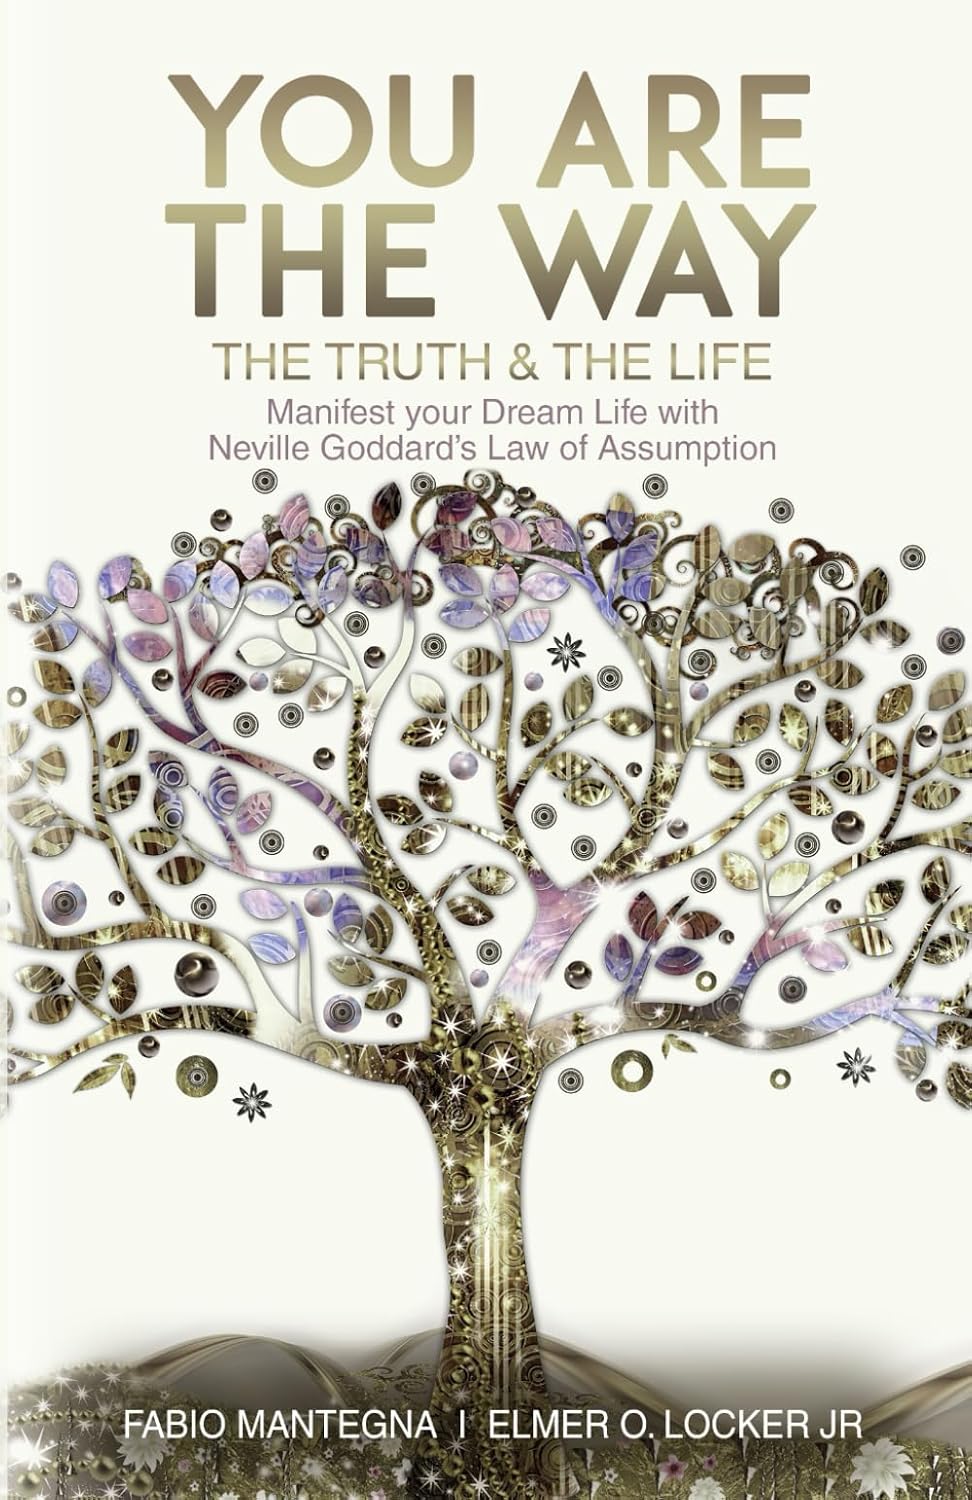 YOU ARE
THE WAY
THE TRUTH & THE LIFE
Manifest your Dream Life with
Neville Goddard's Law of Assumption
FABIO MANTEGNA | ELMER O. LOCKER JR